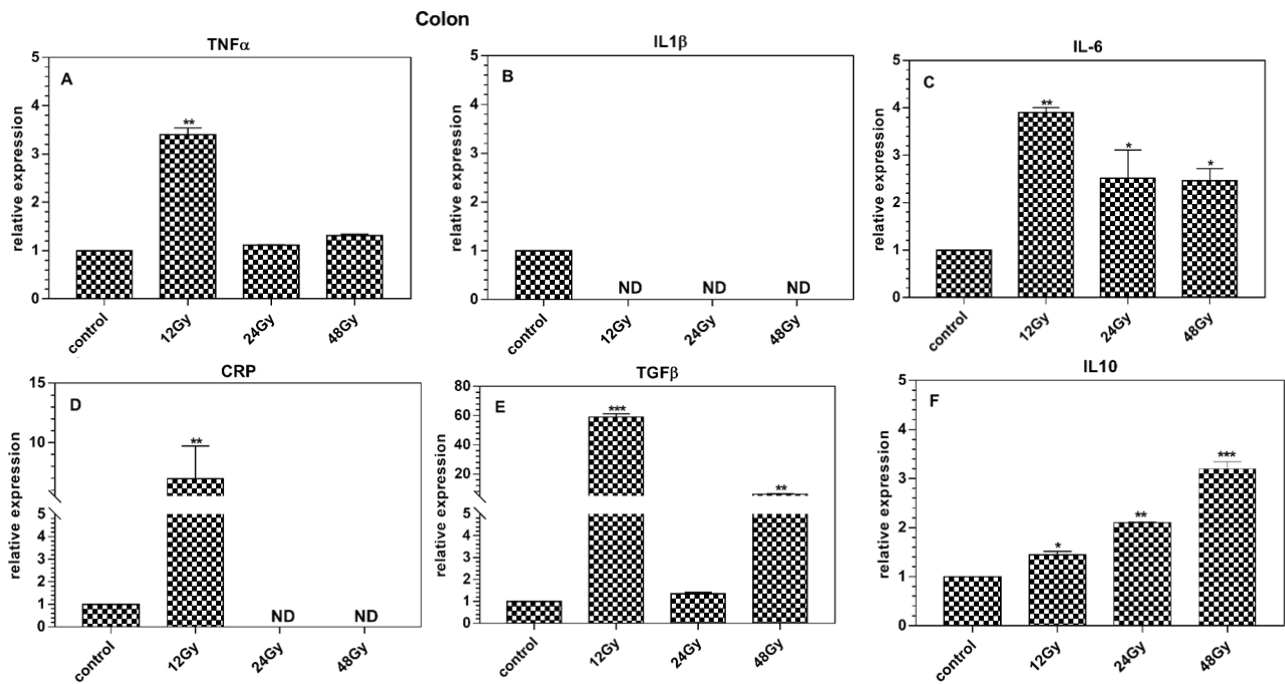 Colon
TNFα
A
**
relative expression
5
4
3
2
1
0
control
12Gy
24Gy
48Gy
IL1β
B
ND
ND
ND
relative expression
5
4
3
2
1
0
control
12Gy
24Gy
48Gy
IL-6
C
**
*
*
relative expression
5
4
3
2
1
0
control
12Gy
24Gy
48Gy
CRP
D
**
ND
ND
relative expression
15
10
5
4
3
2
1
0
control
12Gy
24Gy
48Gy
TGFβ
E
***
**
relative expression
80
60
40
20
5
4
3
2
1
0
control
12Gy
24Gy
48Gy
IL10
F
*
**
***
relative expression
5
4
3
2
1
0
control
12Gy
24Gy
48Gy